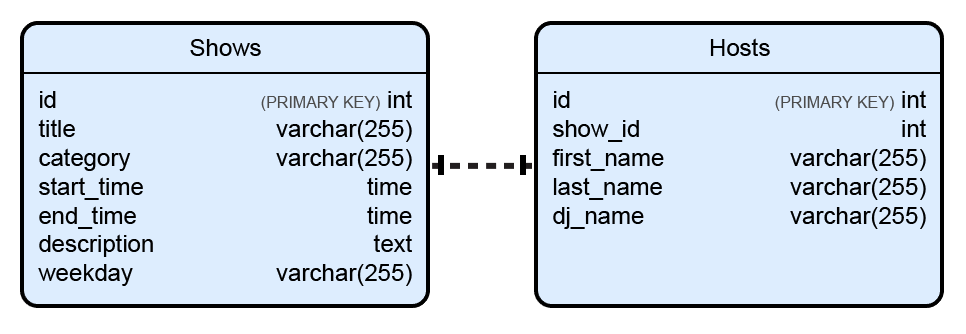 Shows
id (PRIMARY KEY) int
title varchar(255)
category varchar(255)
start_time time
end_time time
description text
weekday varchar(255)
Hosts
id (PRIMARY KEY) int
show_id int
first_name varchar(255)
last_name varchar(255)
dj_name varchar(255)